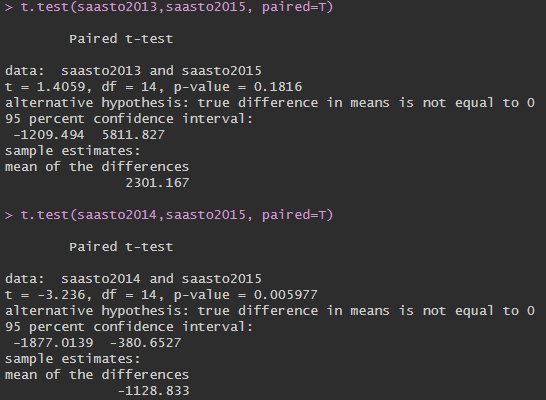 > t.test(saasto2013,saasto2015, paired=T)
Paired t-test
data:  saasto2013 and saasto2015
t = 1.4059, df = 14, p-value = 0.1816
alternative hypothesis: true difference in means is not equal to 0
95 percent confidence interval:
 -1209.494  5811.827
sample estimates:
mean of the differences
               2301.167
> t.test(saasto2014,saasto2015, paired=T)
Paired t-test
data:  saasto2014 and saasto2015
t = -3.236, df = 14, p-value = 0.005977
alternative hypothesis: true difference in means is not equal to 0
95 percent confidence interval:
 -1877.0139  -380.6527
sample estimates:
mean of the differences
              -1128.833